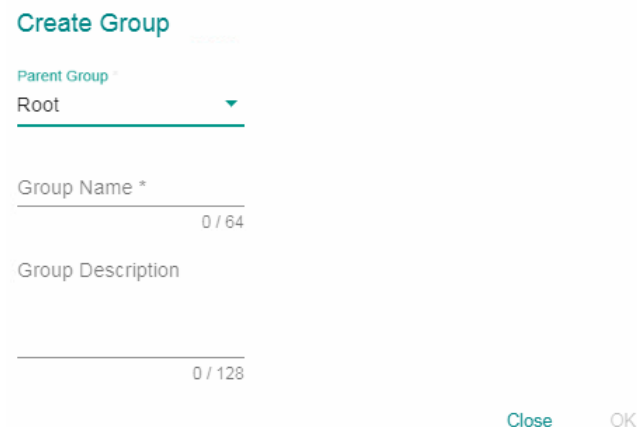 Create Group
Parent Group *
Root
Group Name *
0 / 64
Group Description
0 / 128
Close OK